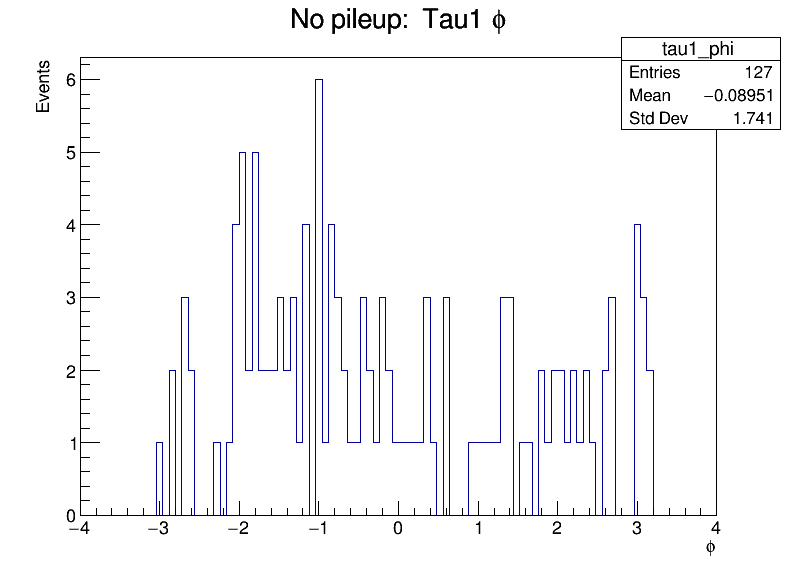 No pileup: Tau1 ϕ
tau1_phi
Entries 127
Mean −0.08951
Std Dev 1.741
Events
6
5
4
3
2
1
0
−4 −3 −2 −1 0 1 2 3 4
ϕ